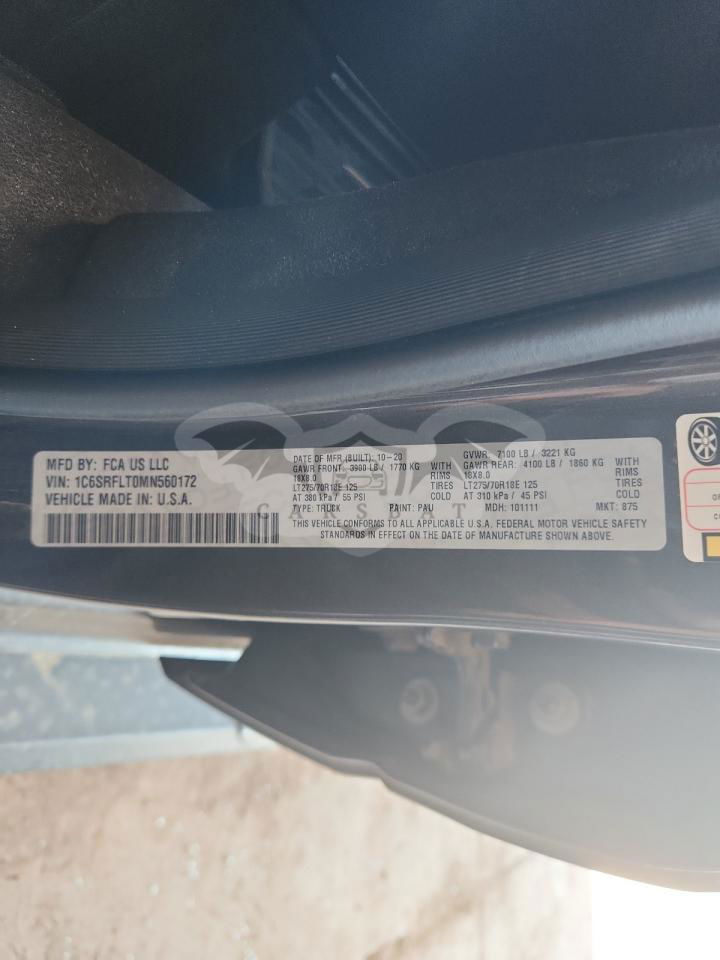 MFD BY: FCA US LLC
VIN: 1C6SRFLT0MN560172
VEHICLE MADE IN: U.S.A.
DATE OF MFR (BUILT): 10-20 GVWR: 7100 LB / 3221 KG
GAWR FRONT: 3900 LB / 1770 KG WITH GAWR REAR: 4100 LB / 1860 KG WITH
18X8.0 RIMS 18X8.0 RIMS
LT275/70R18E 125 TIRES LT275/70R18E 125 TIRES
AT 380 kPa / 55 PSI COLD AT 310 kPa / 45 PSI COLD
TYPE: TRUCK PAINT: PAU MDH: 101111 MKT: 875
THIS VEHICLE CONFORMS TO ALL APPLICABLE U.S.A. FEDERAL MOTOR VEHICLE SAFETY
STANDARDS IN EFFECT ON THE DATE OF MANUFACTURE SHOWN ABOVE.
CARSBAT